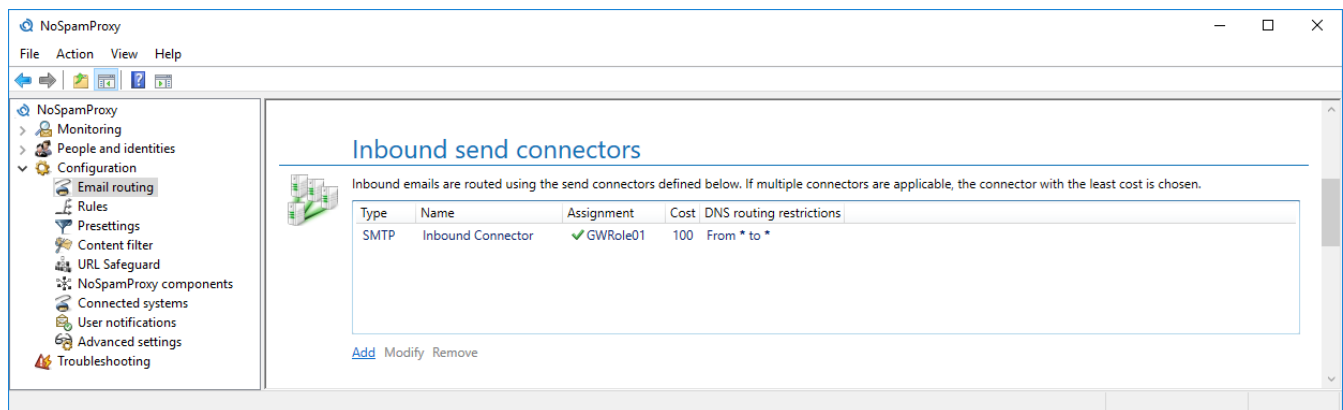 NoSpamProxy
File Action View Help
NoSpamProxy
Monitoring
People and identities
Configuration
Email routing
Rules
Presettings
Content filter
URL Safeguard
NoSpamProxy components
Connected systems
User notifications
Advanced settings
Troubleshooting
Inbound send connectors
Inbound emails are routed using the send connectors defined below. If multiple connectors are applicable, the connector with the least cost is chosen.
Type Name Assignment Cost DNS routing restrictions
SMTP Inbound Connector GWRole01 100 From * to *
Add Modify Remove